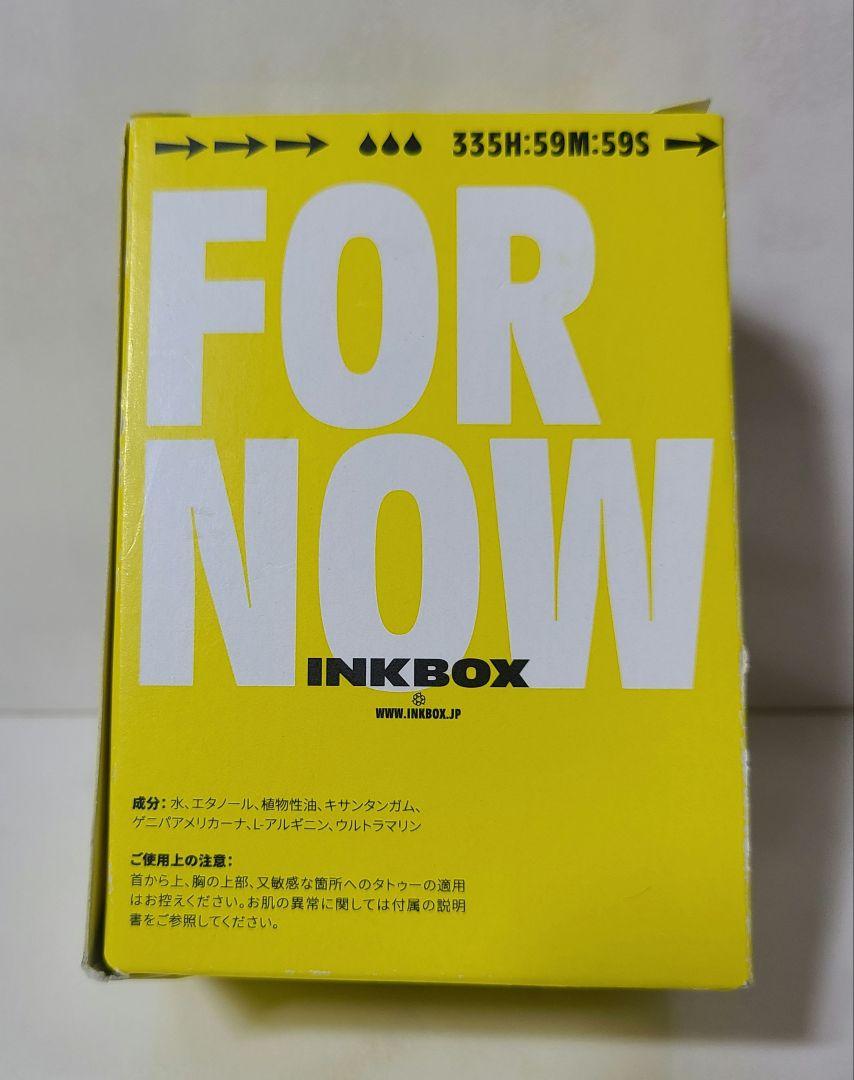 335H:59M:59S
FOR
NOW
INKBOX
WWW.INKBOX.JP
成分：水、エタノール、植物性油、キサンタンガム、
ゲニパアメリカーナ、L-アルギニン、ウルトラマリン
ご使用上の注意：
首から上、胸の上部、又敏感な箇所へのタトゥーの適用
はお控えください。お肌の異常に関しては付属の説明
書をご参照してください。